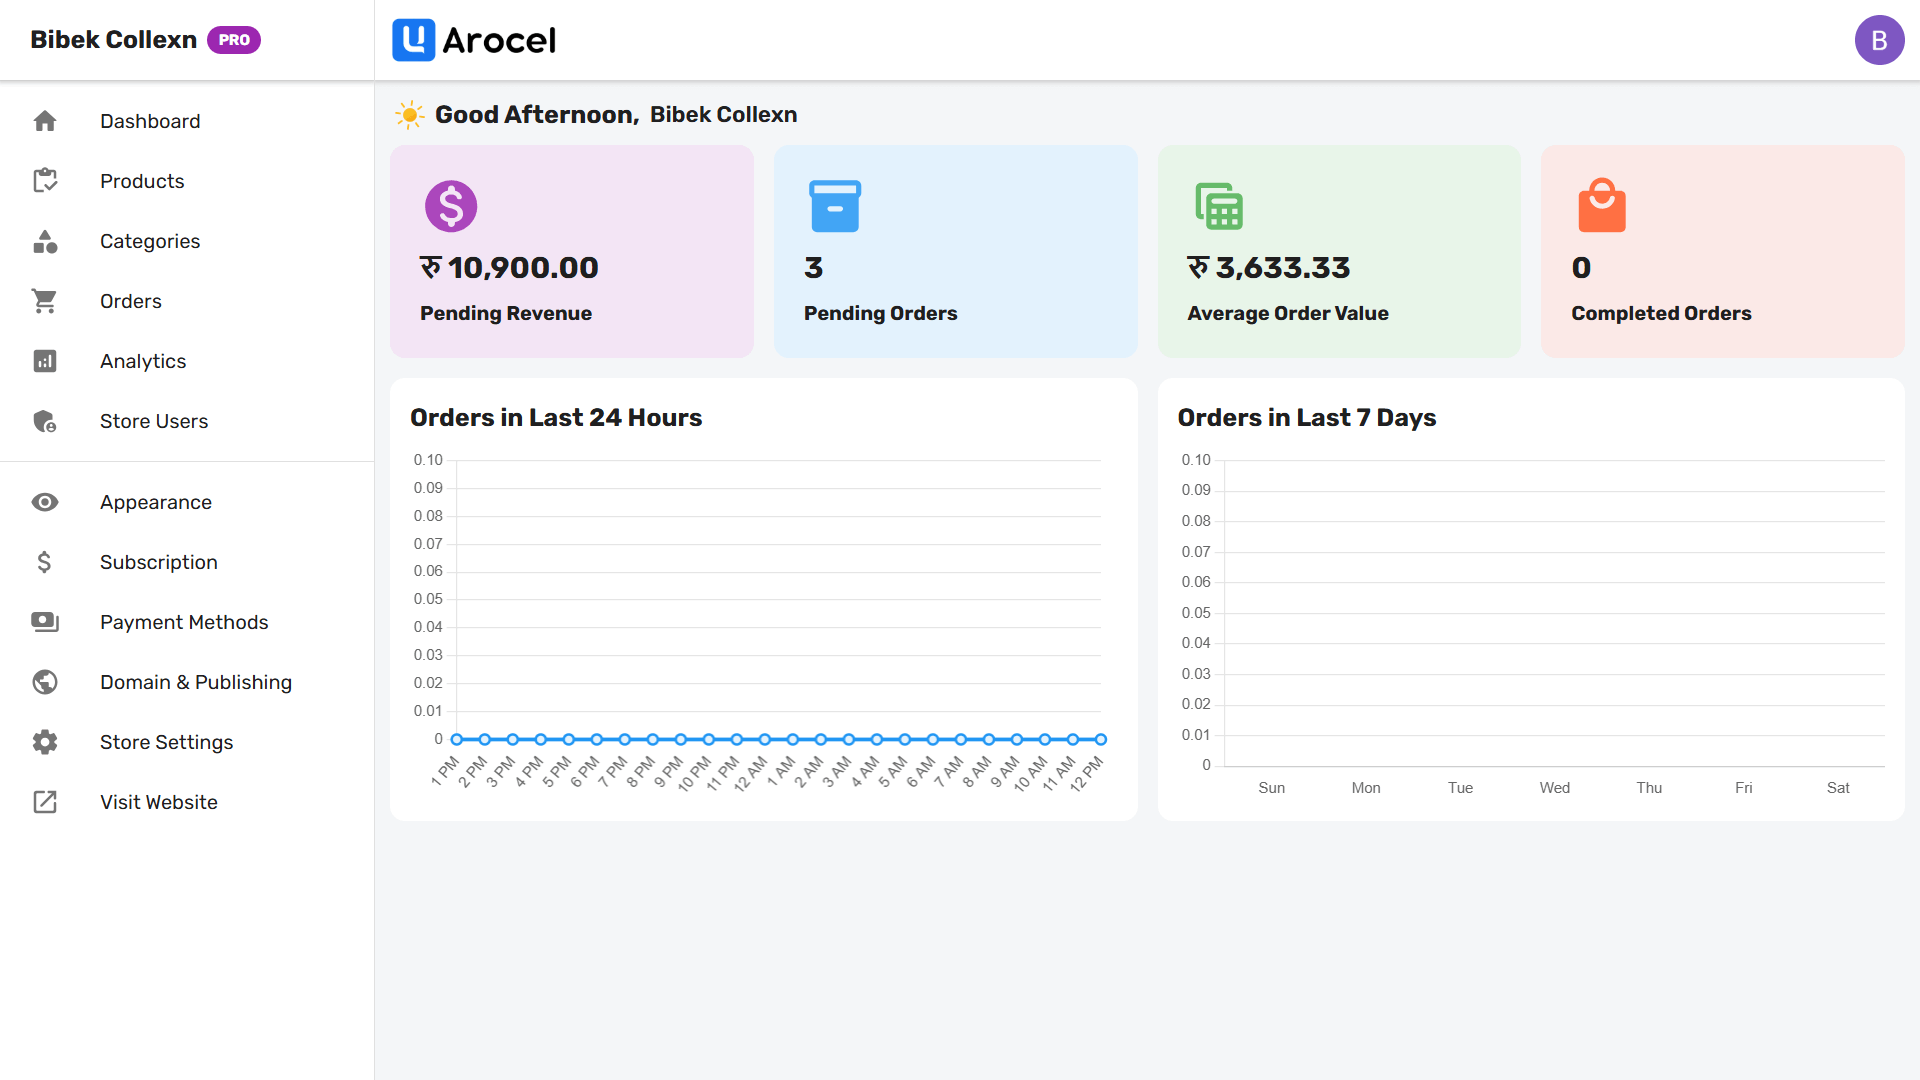 Bibek Collexn PRO
Arocel
B
Dashboard
Products
Categories
Orders
Analytics
Store Users
Appearance
Subscription
Payment Methods
Domain & Publishing
Store Settings
Visit Website
Good Afternoon, Bibek Collexn
रु 10,900.00
Pending Revenue
3
Pending Orders
रु 3,633.33
Average Order Value
0
Completed Orders
Orders in Last 24 Hours
0.10
0.09
0.08
0.07
0.06
0.05
0.04
0.03
0.02
0.01
0
1 PM 2 PM 3 PM 4 PM 5 PM 6 PM 7 PM 8 PM 9 PM 10 PM 11 PM 12 AM 1 AM 2 AM 3 AM 4 AM 5 AM 6 AM 7 AM 8 AM 9 AM 10 AM 11 AM 12 PM
Orders in Last 7 Days
0.10
0.09
0.08
0.07
0.06
0.05
0.04
0.03
0.02
0.01
0
Sun Mon Tue Wed Thu Fri Sat